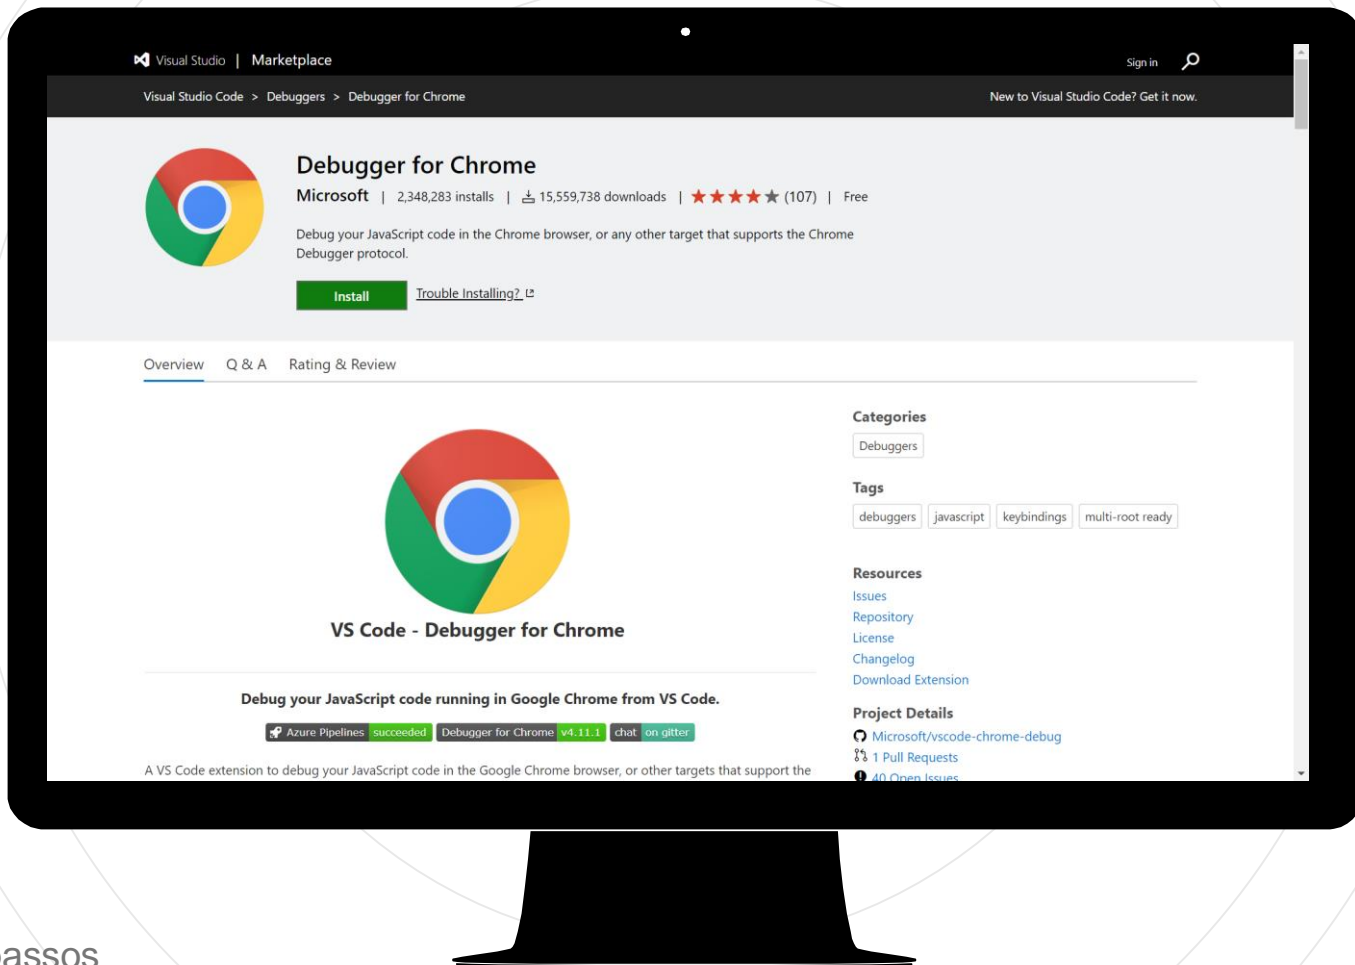 Visual Studio | Marketplace
Sign in
Visual Studio Code > Debuggers > Debugger for Chrome
New to Visual Studio Code? Get it now.
Debugger for Chrome
Microsoft | 2,348,283 installs | 15,559,738 downloads | (107) | Free
Debug your JavaScript code in the Chrome browser, or any other target that supports the Chrome
Debugger protocol.
Install
Trouble Installing?
Overview Q & A Rating & Review
VS Code - Debugger for Chrome
Debug your JavaScript code running in Google Chrome from VS Code.
Azure Pipelines succeeded Debugger for Chrome v4.11.1 chat on gitter
A VS Code extension to debug your JavaScript code in the Google Chrome browser, or other targets that support the
Categories
Debuggers
Tags
debuggers javascript keybindings multi-root ready
Resources
Issues
Repository
License
Changelog
Download Extension
Project Details
Microsoft/vscode-chrome-debug
1 Pull Requests
40 Open Issues
passos